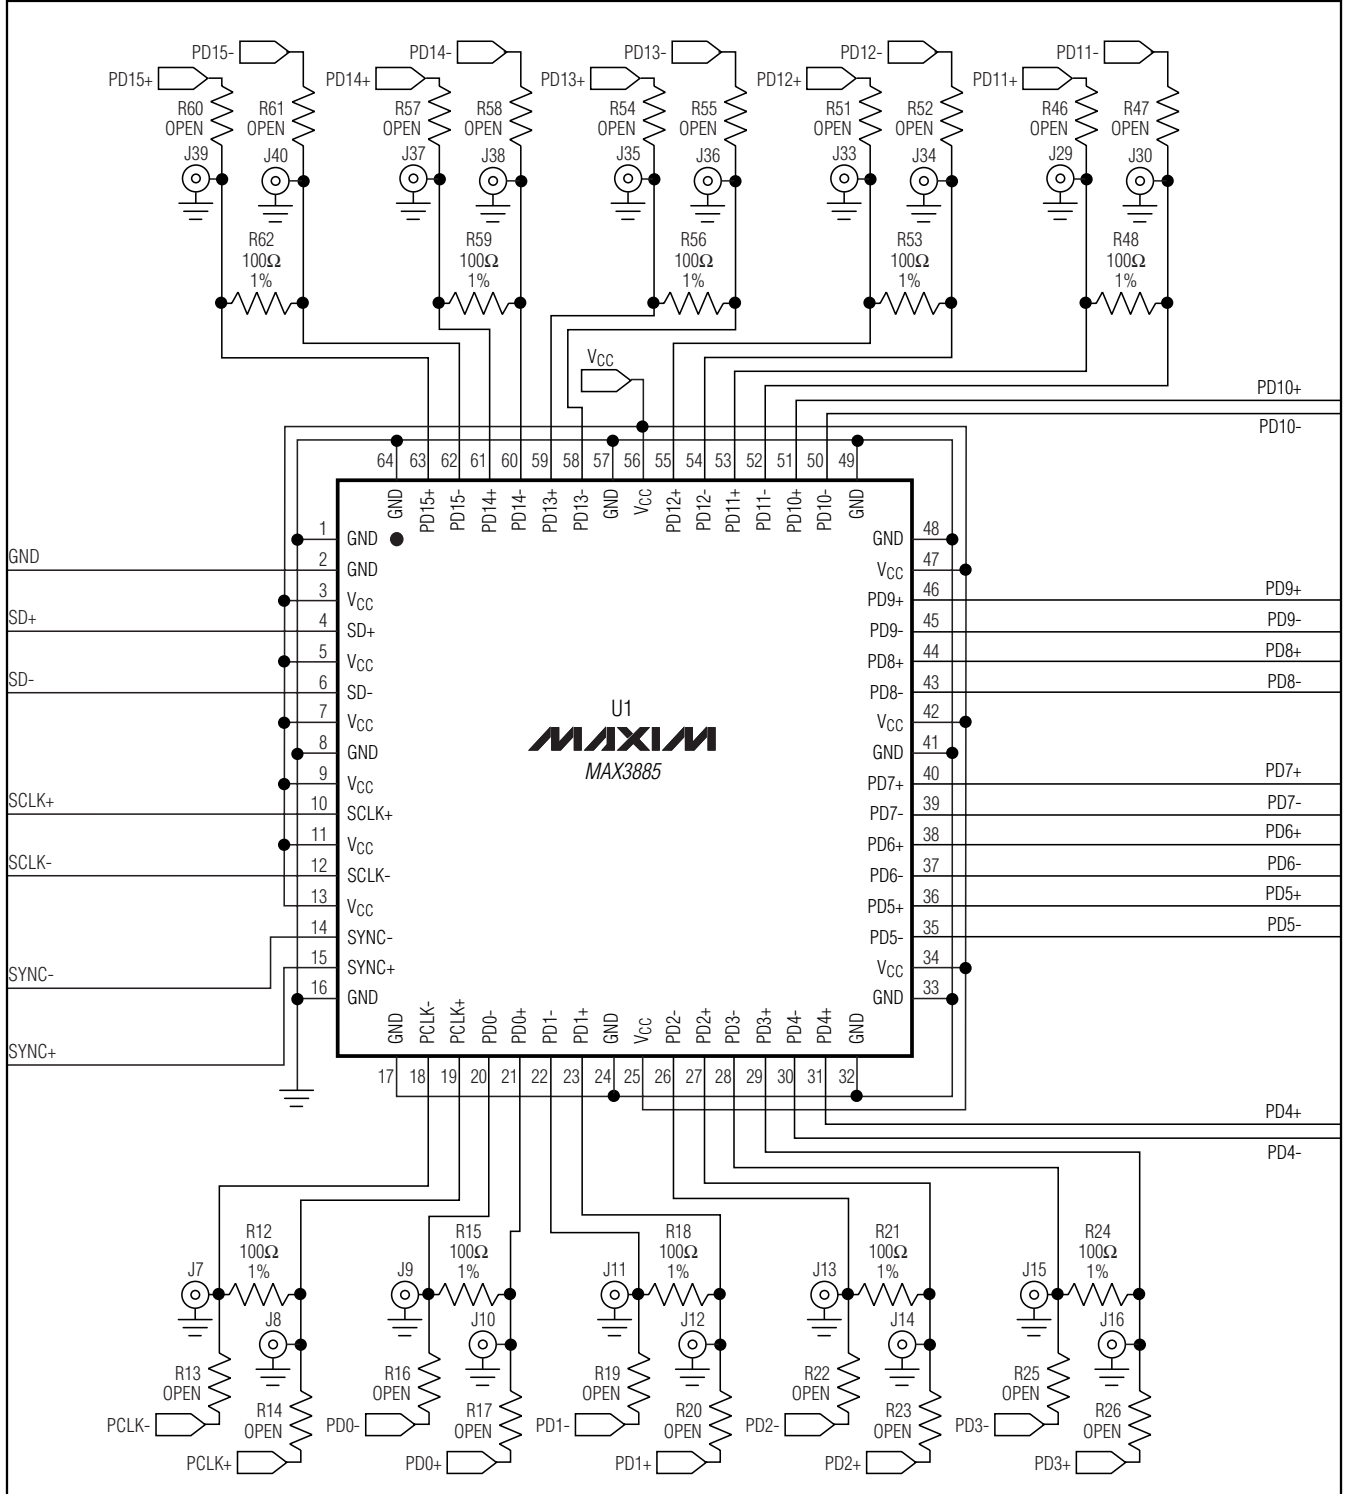 PD15- PD14- PD13- PD12- PD11-
PD15+ PD14+ PD13+ PD12+ PD11+
R60 R61 R57 R58 R54 R55 R51 R52 R46 R47
OPEN OPEN OPEN OPEN OPEN OPEN OPEN OPEN OPEN OPEN
J39 J40 J37 J38 J35 J36 J33 J34 J29 J30
R62 R59 R56 R53 R48
100Ω 100Ω 100Ω 100Ω 100Ω
1% 1% 1% 1% 1%
VCC
PD10+
PD10-
64 63 62 61 60 59 58 57 56 55 54 53 52 51 50 49
GND PD15+ PD15- PD14+ PD14- PD13+ PD13- GND VCC PD12+ PD12- PD11+ PD11- PD10+ PD10- GND
1 GND GND 48
GND 2 GND VCC 47
3 VCC PD9+ 46 PD9+
SD+ 4 SD+ PD9- 45 PD9-
5 VCC PD8+ 44 PD8+
SD- 6 SD- PD8- 43 PD8-
U1
7 VCC VCC 42
MAXIM
8 GND GND 41
MAX3885
9 VCC PD7+ 40 PD7+
SCLK+ 10 SCLK+ PD7- 39 PD7-
11 VCC PD6+ 38 PD6+
SCLK- 12 SCLK- PD6- 37 PD6-
13 VCC PD5+ 36 PD5+
14 SYNC- PD5- 35 PD5-
SYNC- 15 SYNC+ VCC 34
16 GND GND 33
SYNC+
GND PCLK- PCLK+ PD0- PD0+ PD1- PD1+ GND VCC PD2- PD2+ PD3- PD3+ PD4- PD4+ GND
17 18 19 20 21 22 23 24 25 26 27 28 29 30 31 32
PD4+
PD4-
R12 R15 R18 R21 R24
100Ω 100Ω 100Ω 100Ω 100Ω
1% 1% 1% 1% 1%
J7 J9 J11 J13 J15
J8 J10 J12 J14 J16
R13 R16 R19 R22 R25
OPEN OPEN OPEN OPEN OPEN
R14 R17 R20 R23 R26
OPEN OPEN OPEN OPEN OPEN
PCLK- PD0- PD1- PD2- PD3-
PCLK+ PD0+ PD1+ PD2+ PD3+